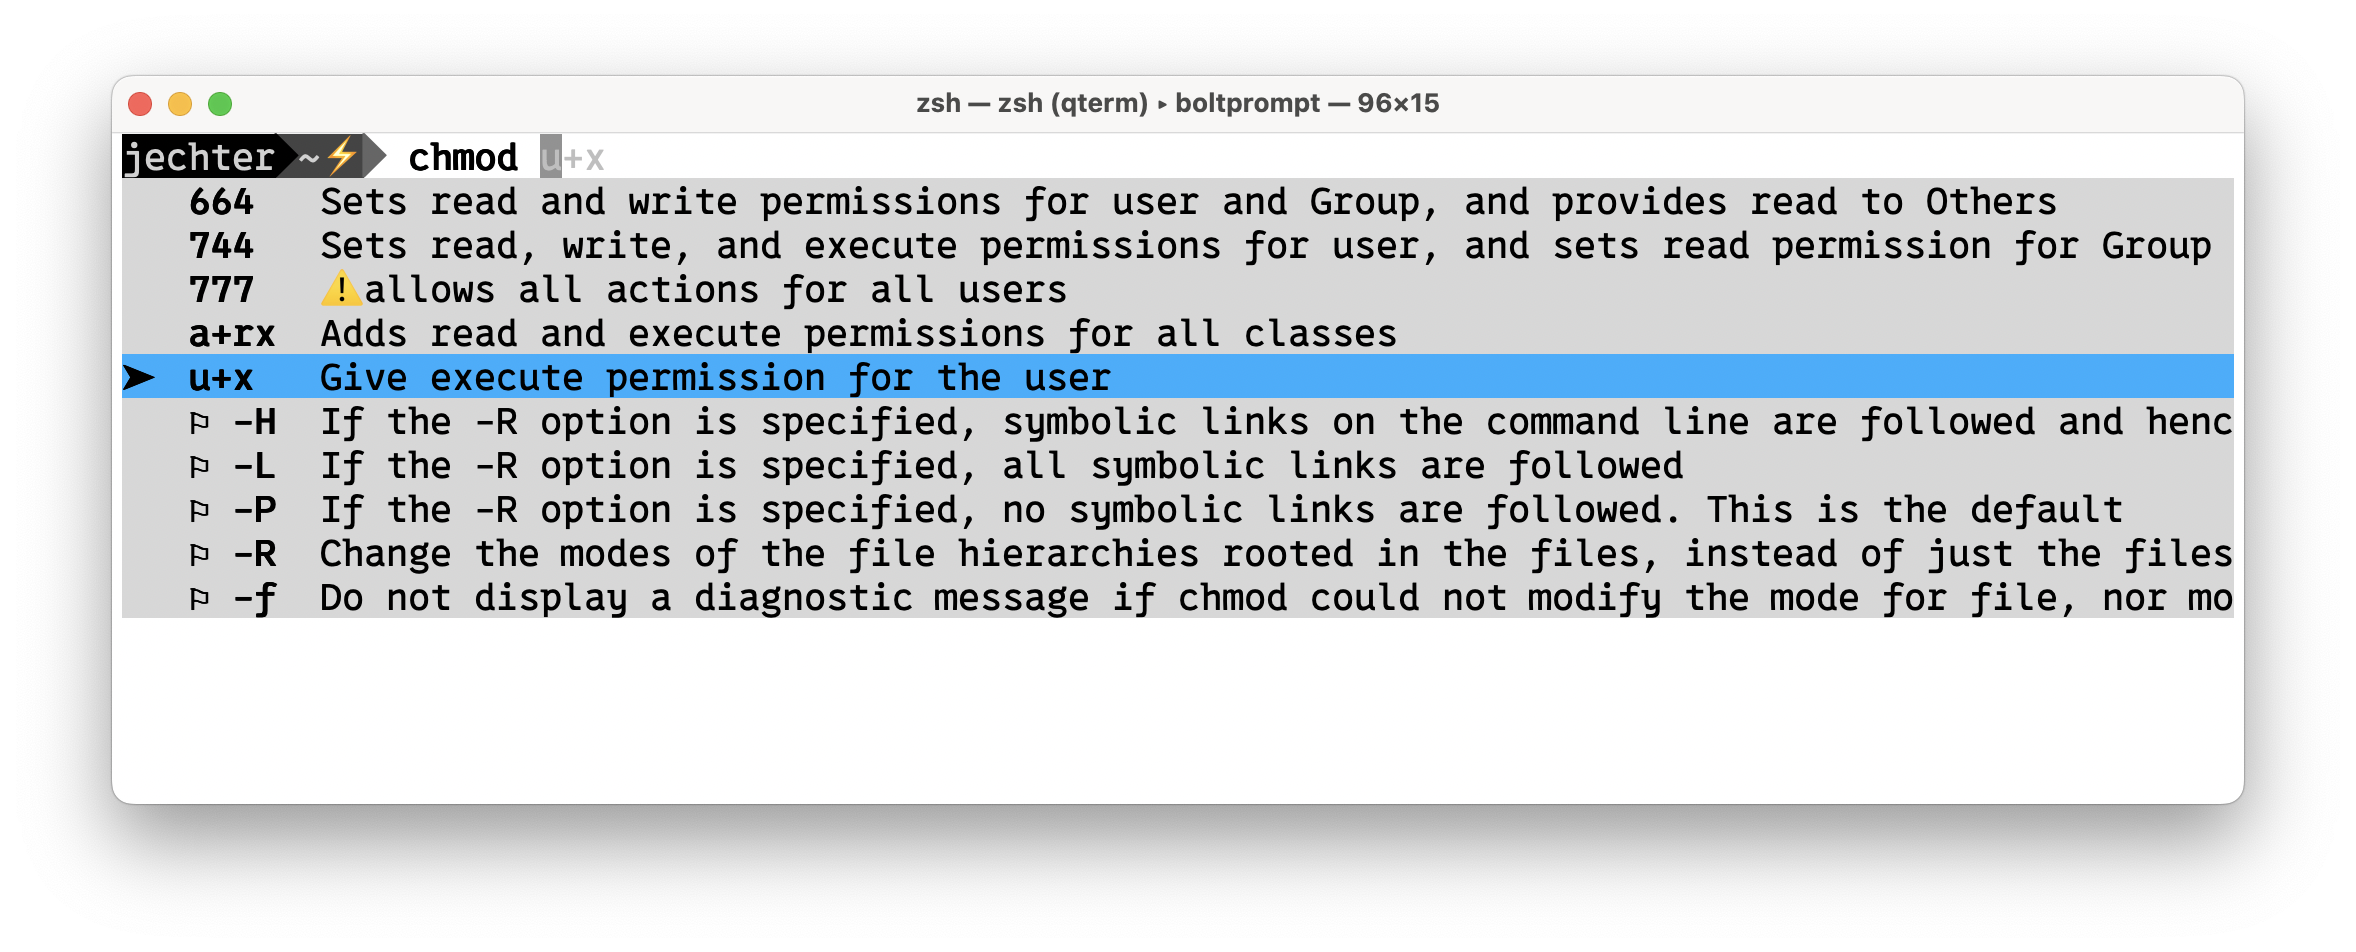 zsh — zsh (qterm) ▸ boltprompt — 96×15
jechter ~⚡ chmod u+x
664 Sets read and write permissions for user and Group, and provides read to Others
744 Sets read, write, and execute permissions for user, and sets read permission for Group
777 ⚠️allows all actions for all users
a+rx Adds read and execute permissions for all classes
➤ u+x Give execute permission for the user
⚐ -H If the -R option is specified, symbolic links on the command line are followed and henc
⚐ -L If the -R option is specified, all symbolic links are followed
⚐ -P If the -R option is specified, no symbolic links are followed. This is the default
⚐ -R Change the modes of the file hierarchies rooted in the files, instead of just the files
⚐ -f Do not display a diagnostic message if chmod could not modify the mode for file, nor mo